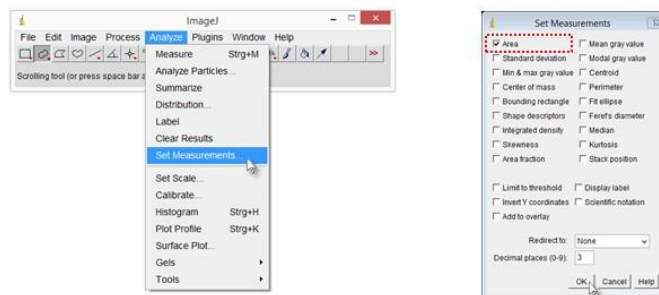 ImageJ
File Edit Image Process Analyze Plugins Window Help
Scrolling tool (or press space bar a
Measure Strg+M
Analyze Particles...
Summarize
Distribution...
Label
Clear Results
Set Measurements...
Set Scale...
Calibrate...
Histogram Strg+H
Plot Profile Strg+K
Surface Plot...
Gels
Tools
>>
Set Measurements
Area Mean gray value
Standard deviation Modal gray value
Min & max gray value Centroid
Center of mass Perimeter
Bounding rectangle Fit ellipse
Shape descriptors Feret's diameter
Integrated density Median
Skewness Kurtosis
Area fraction Stack position
Limit to threshold Display label
Invert Y coordinates Scientific notation
Add to overlay
Redirect to: None
Decimal places (0-9): 3
OK Cancel Help